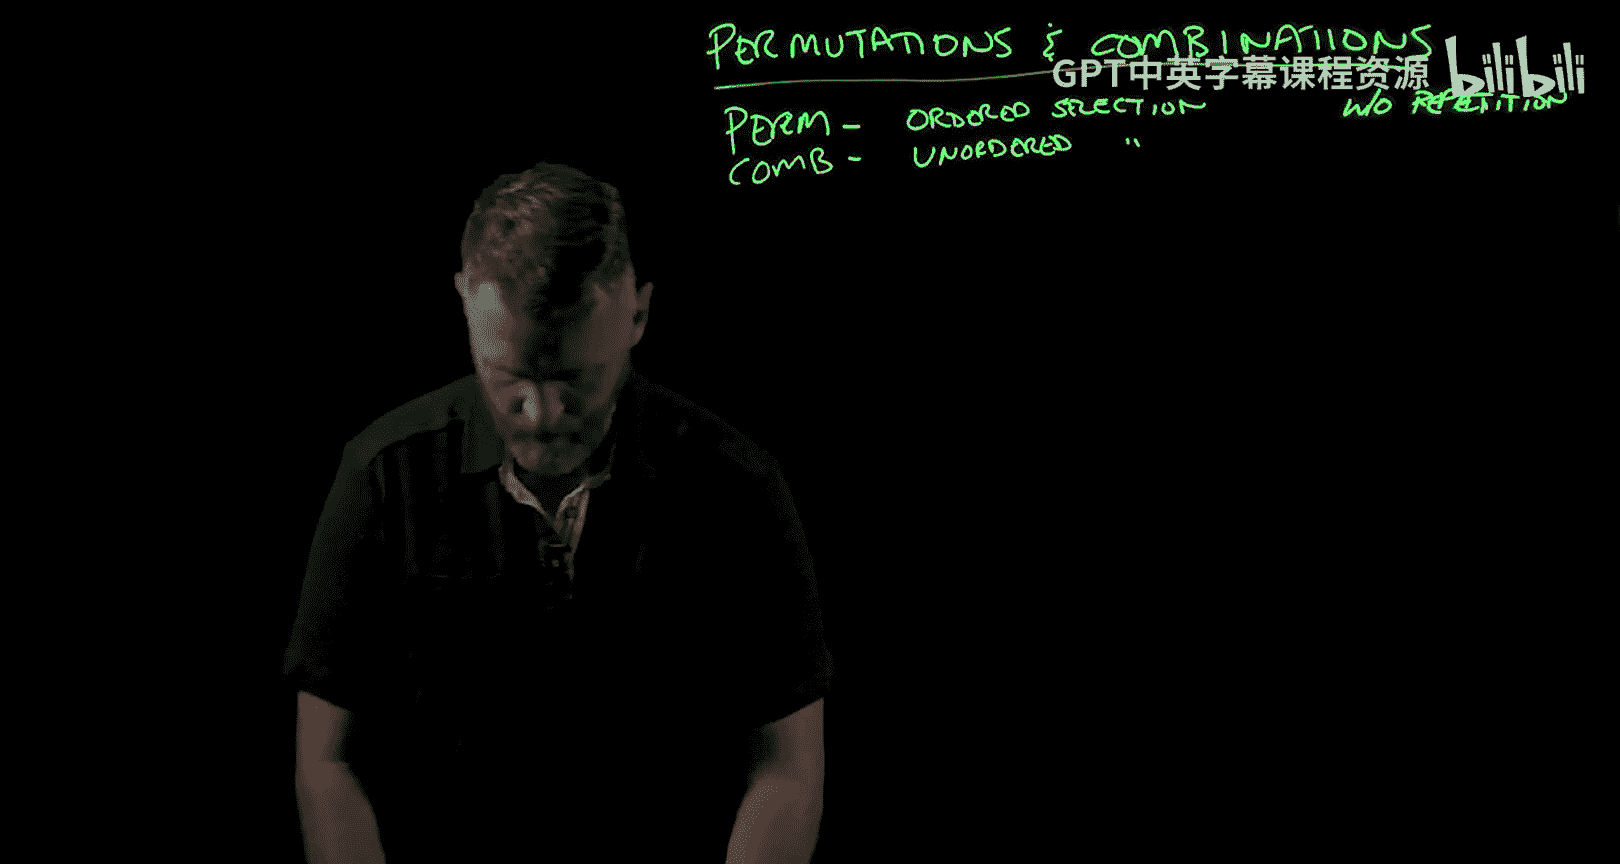 PERMUTATIONS & COMBINATIONS
GPT中英字幕课程资源 bilibili
PERM - ORDERED SELECTION W/O REPETITION
COMB - UNORDERED "